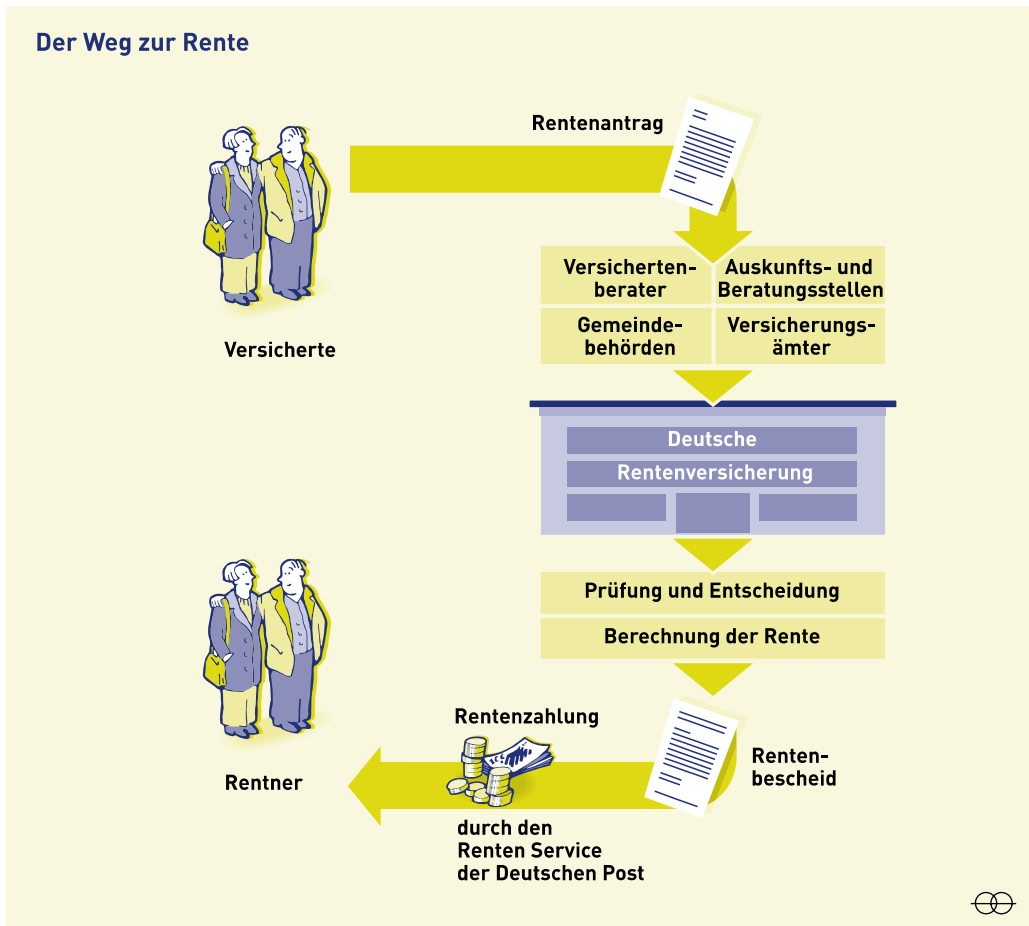 Der Weg zur Rente
Rentenantrag
Versicherten-
berater
Auskunfts- und
Beratungsstellen
Gemeinde-
behörden
Versicherungs-
ämter
Versicherte
Deutsche
Rentenversicherung
Prüfung und Entscheidung
Berechnung der Rente
Rentenzahlung
Renten-
bescheid
Rentner
durch den
Renten Service
der Deutschen Post